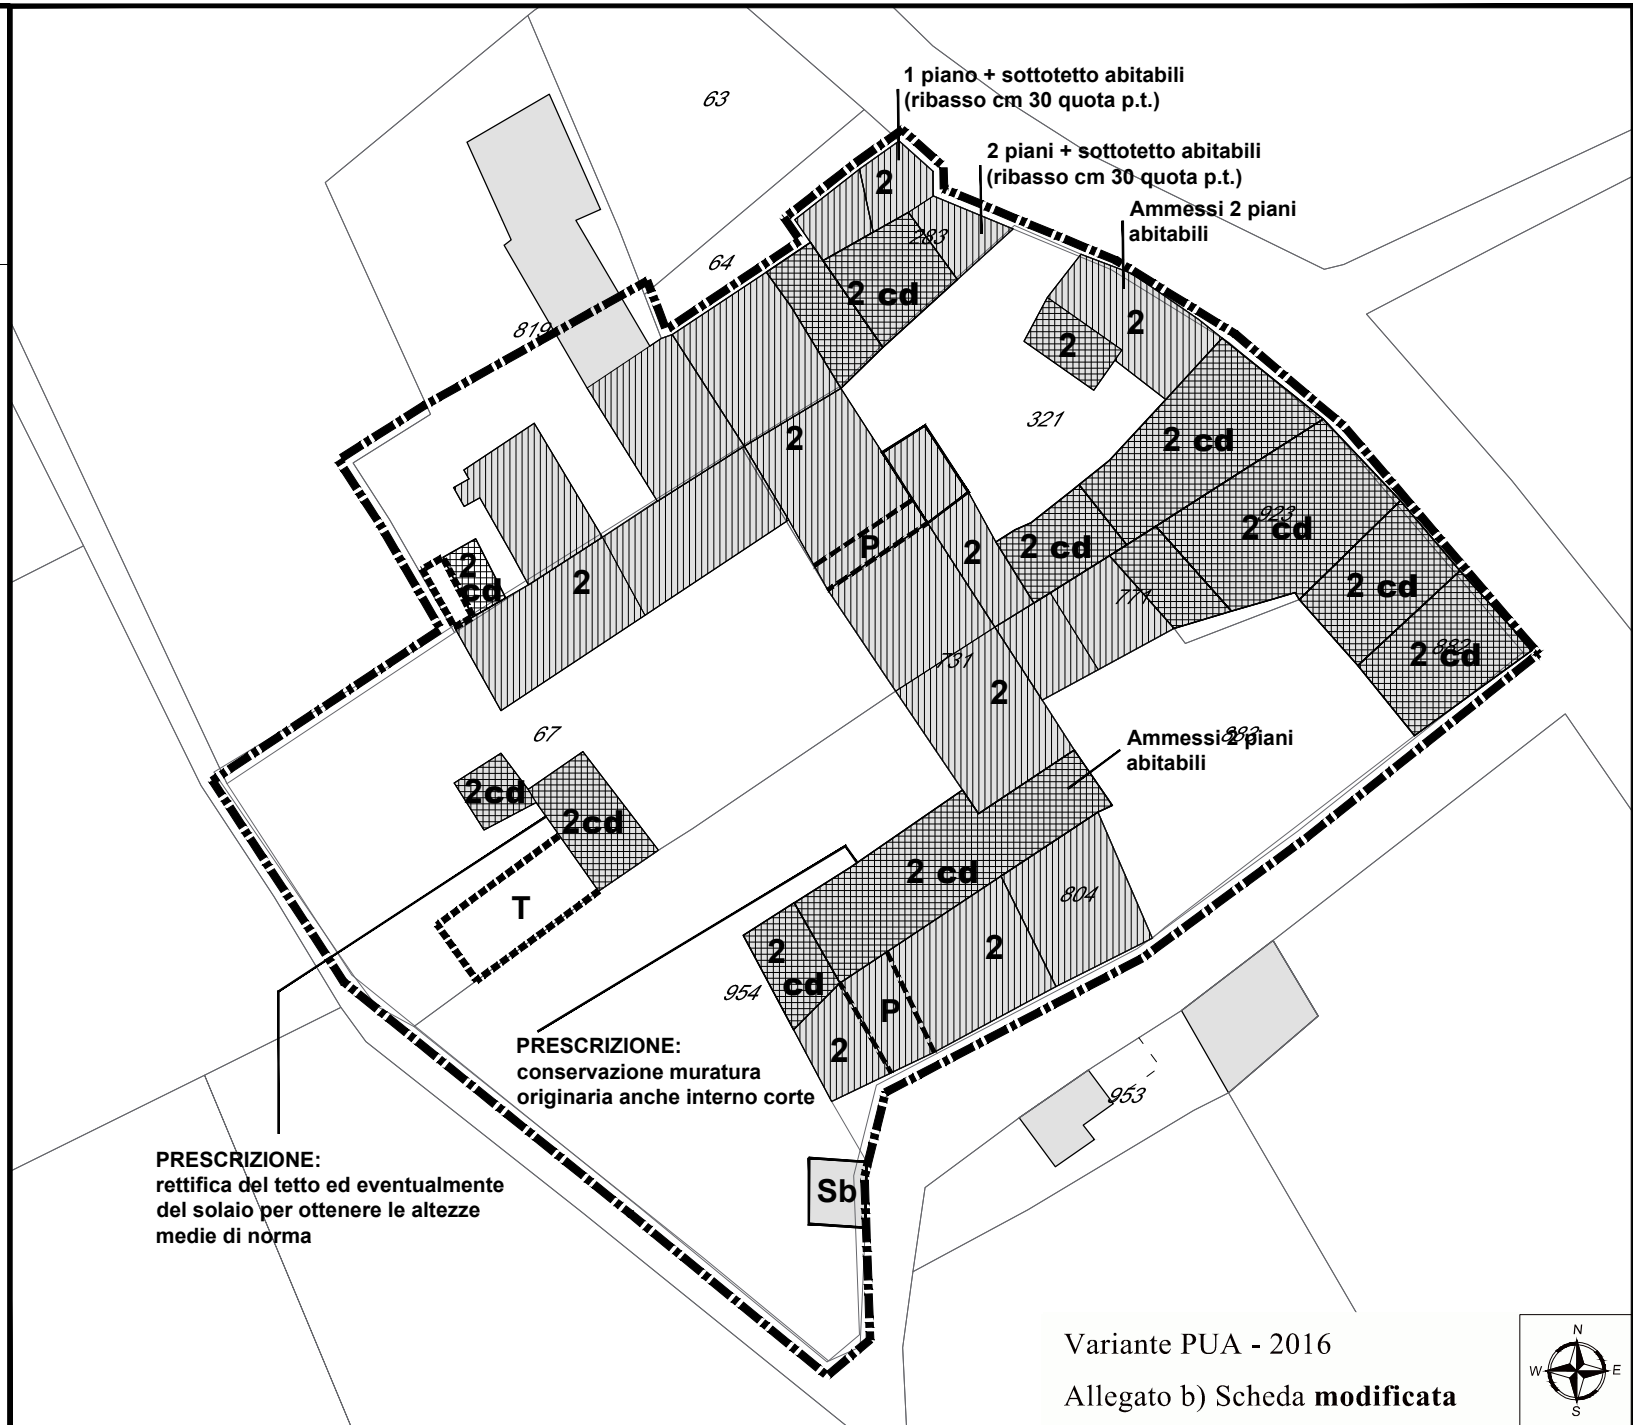 1 piano + sottotetto abitabili
(ribasso cm 30 quota p.t.)
63
2 piani + sottotetto abitabili
(ribasso cm 30 quota p.t.)
2
Ammessi 2 piani
abitabili
283
64
2 cd
819
2
2
321
2
2 cd
923
2 cd
P
2
2 cd
2
cd
2
2 cd
771
882
2 cd
731
2
67
883
Ammessi 2 piani
abitabili
2cd
2cd
2 cd
804
T
2
2
cd
954
P
2
PRESCRIZIONE:
conservazione muratura
originaria anche interno corte
953
PRESCRIZIONE:
rettifica del tetto ed eventualmente
del solaio per ottenere le altezze
medie di norma
Sb
Variante PUA - 2016
Allegato b) Scheda modificata
N
W E
S